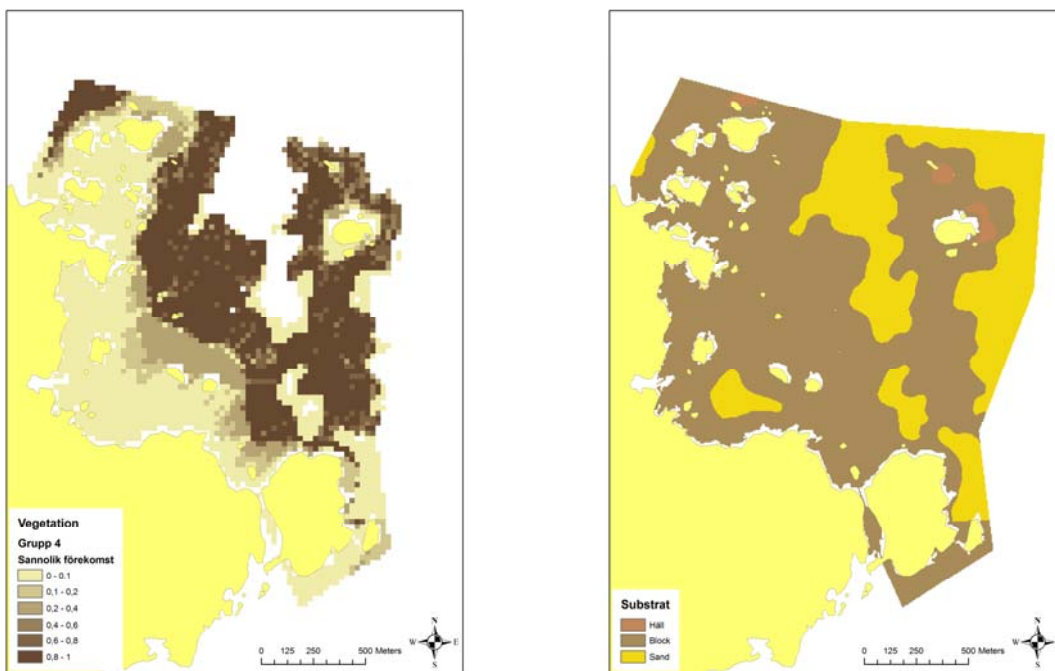 Vegetation
Grupp 4
Sannolik förekomst
0 - 0.1
0,1 - 0,2
0,2 - 0,4
0,4 - 0,6
0,6 - 0,8
0,8 - 1
0 125 250 500 Meters
N
W E
S
Substrat
Häll
Block
Sand
0 125 250 500 Meters
N
W E
S